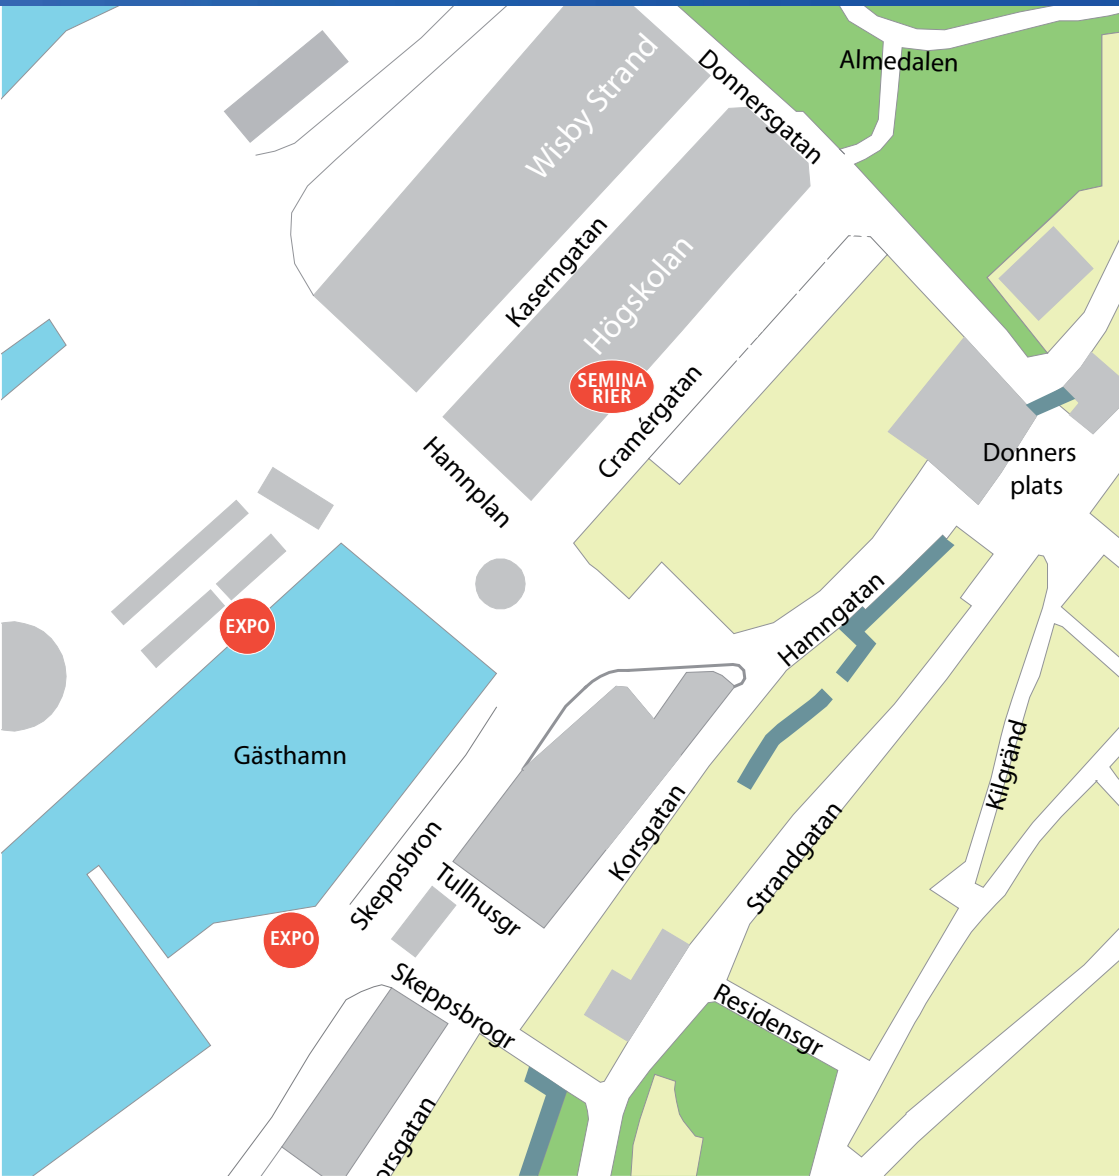 Almedalen
Donnersgatan
Wisby Strand
Kaserngatan
Högskolan
SEMINA
RIER
Cramérgatan
Hamnplan
Donners
plats
Hamngatan
EXPO
Gästhamn
Kilgränd
Korsgatan
Strandgatan
Skeppsbron
Tullhusgr
EXPO
Skeppsbrogr
Residensgr
orsgatan